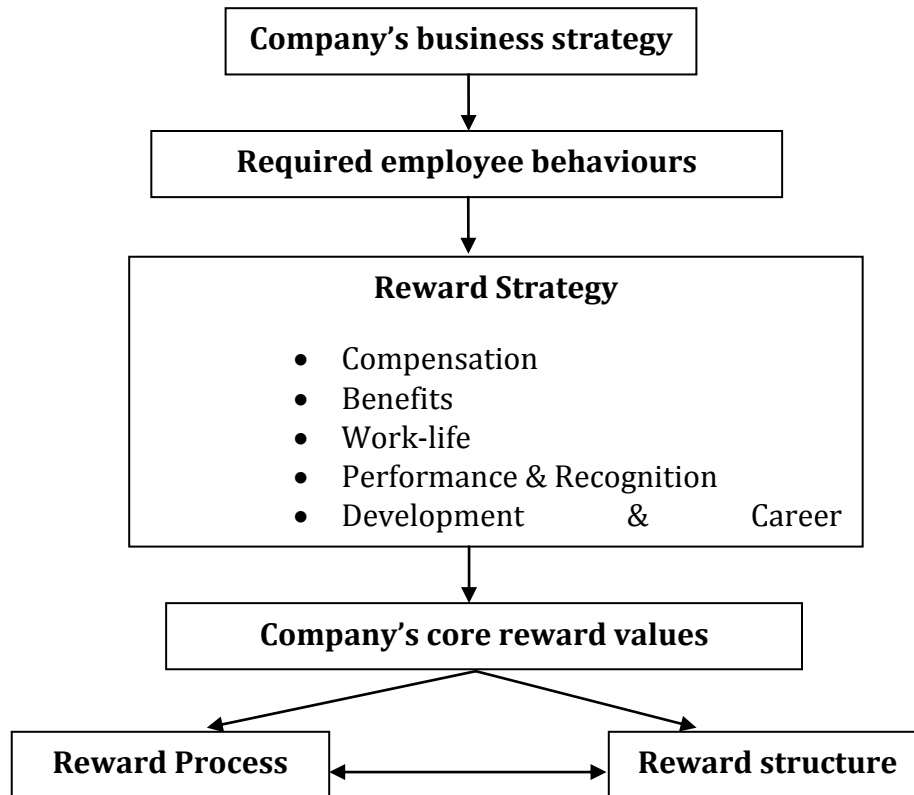 Company’s business strategy
Required employee behaviours
Reward Strategy
• Compensation
• Benefits
• Work-life
• Performance & Recognition
• Development & Career
Company’s core reward values
Reward Process
Reward structure